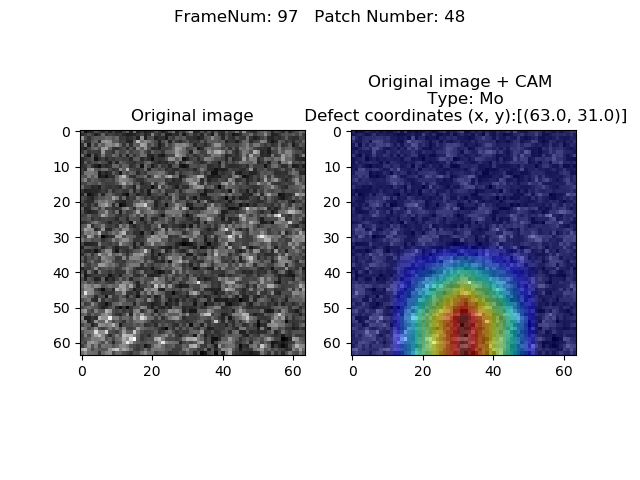 FrameNum: 97   Patch Number: 48
Original image
0
10
20
30
40
50
60
0 20 40 60
Original image + CAM
Type: Mo
Defect coordinates (x, y):[(63.0, 31.0)]
0
10
20
30
40
50
60
20 40 60